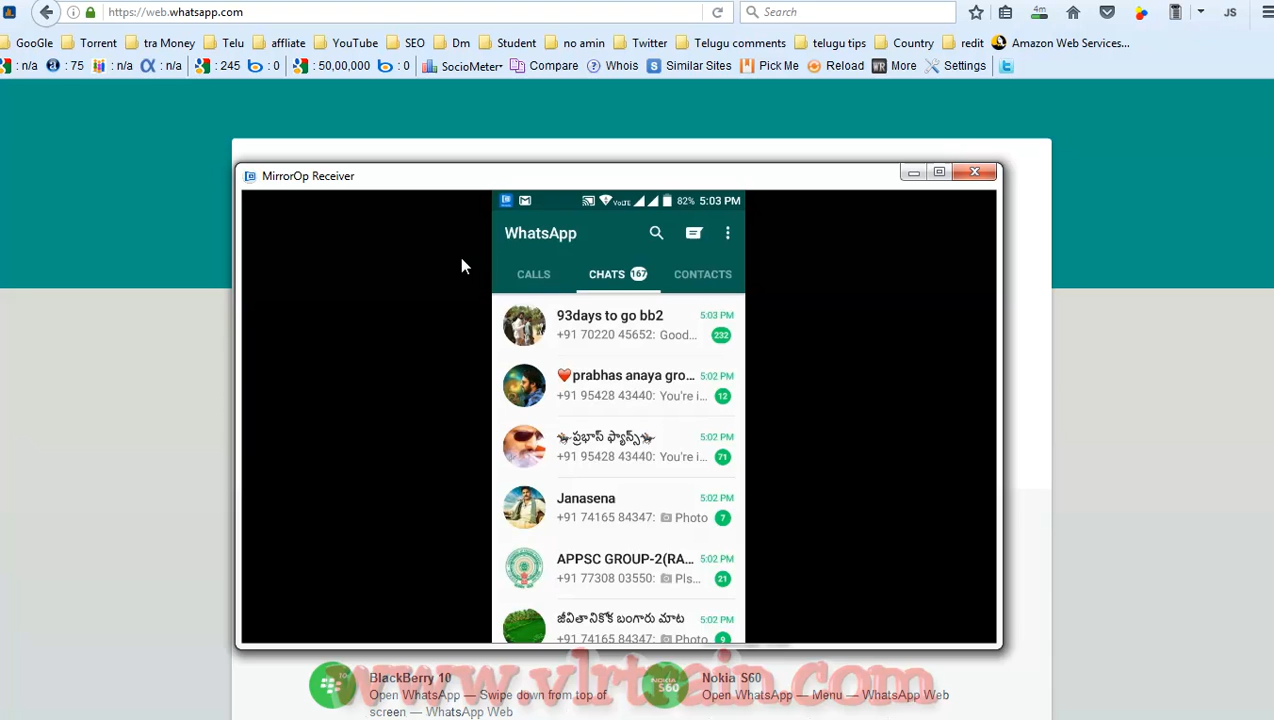 https://web.whatsapp.com
Search
4m
JS
GooGle Torrent tra Money Telu affliate YouTube SEO Dm Student no amin Twitter Telugu comments telugu tips Country redit Amazon Web Services...
: n/a : 75 : n/a : n/a : 245 : 0 : 50,00,000 : 0 SocioMeter Compare Whois Similar Sites Pick Me Reload More Settings
MirrorOp Receiver
VoLTE 82% 5:03 PM
WhatsApp
CALLS CHATS 167 CONTACTS
93days to go bb2 5:03 PM
+91 70220 45652: Good... 232
❤prabhas anaya gro... 5:02 PM
+91 95428 43440: You're i... 12
ప్రభాస్ ఫ్యాన్స్ 5:02 PM
+91 95428 43440: You're i... 71
Janasena 5:02 PM
+91 74165 84347: Photo 7
APPSC GROUP-2(RA... 5:02 PM
+91 77308 03550: Pls... 21
జీవితానికోక బంగారు మాట 5:02 PM
+91 74165 84347: Photo 9
www.vlrtrain.com
BlackBerry 10
Open WhatsApp — Swipe down from top of
screen — WhatsApp Web
NOKIA
S60
Nokia S60
Open WhatsApp — Menu — WhatsApp Web